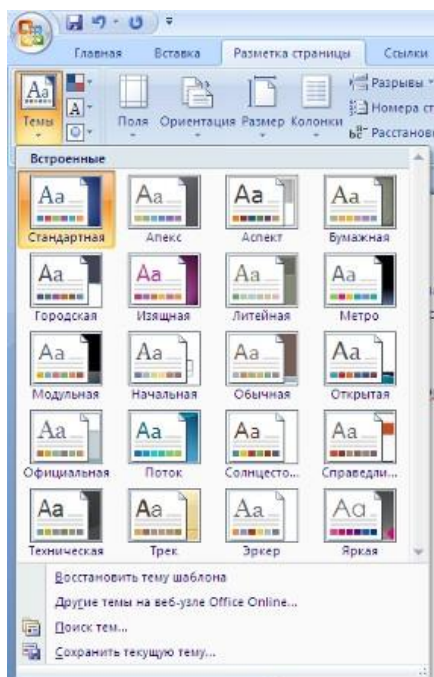 Главная Вставка Разметка страницы Ссылки
Aa
Темы
A
Поля Ориентация Размер Колонки
Разрывы
Номера ст
Расстанов
Встроенные
Aa Aa Aa Aa
Стандартная Апекс Аспект Бумажная
Aa Aa Aa Aa
Городская Изящная Литейная Метро
Aa Aa Aa Aa
Модульная Начальная Обычная Открытая
Aa Aa Aa Aa
Официальная Поток Солнцесто... Справедли...
Aa Aa Aa Aa
Техническая Трек Эркер Яркая
Восстановить тему шаблона
Другие темы на веб-узле Office Online...
Поиск тем...
Сохранить текущую тему...